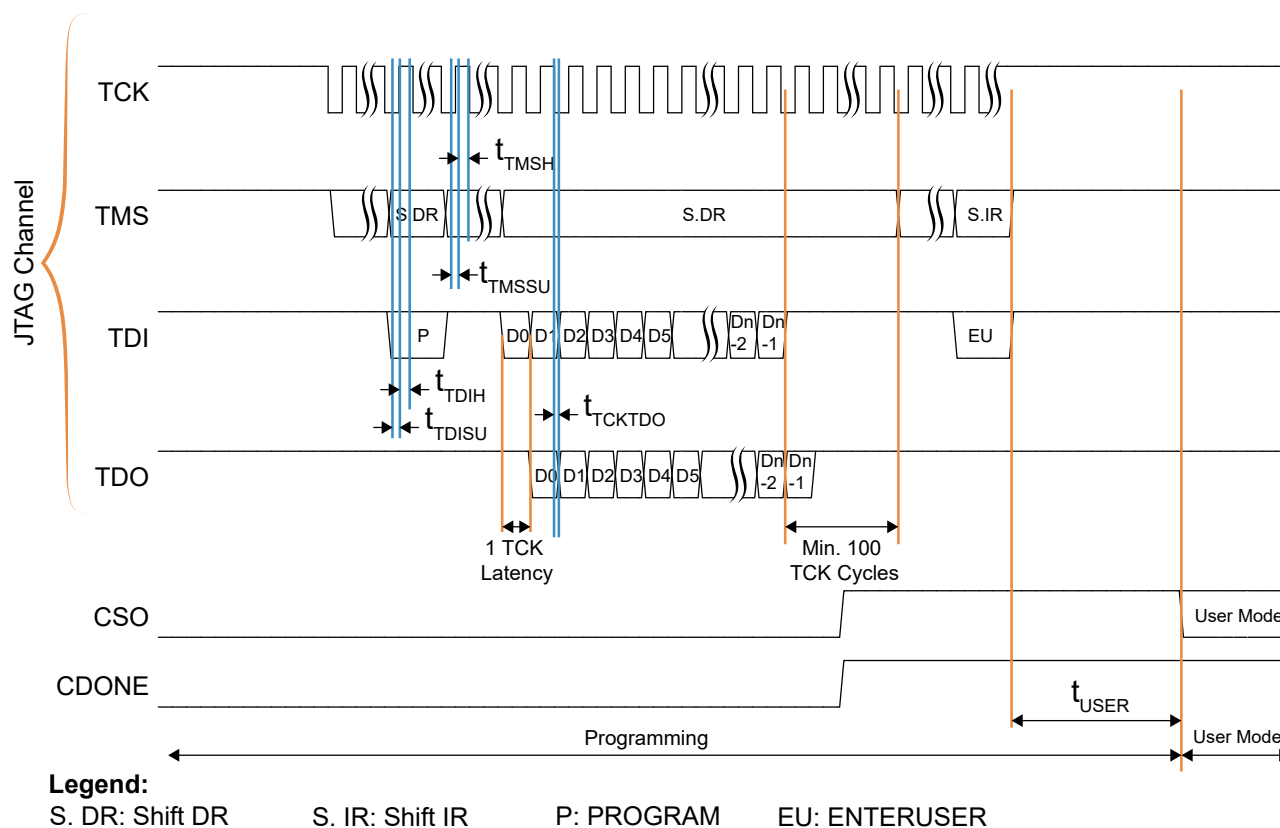 JTAG Channel
TCK
t TMSH
TMS
S.DR
S.DR
S.IR
t TMSSU
TDI
P
D0
D1
D2
D3
D4
D5
Dn
-2
Dn
-1
EU
t TDIH
t TDISU
t TCKTDO
TDO
D0
D1
D2
D3
D4
D5
Dn
-2
Dn
-1
1 TCK
Latency
Min. 100
TCK Cycles
CSO
User Mode
CDONE
t USER
Programming
User Mode
Legend:
S. DR: Shift DR S. IR: Shift IR P: PROGRAM EU: ENTERUSER